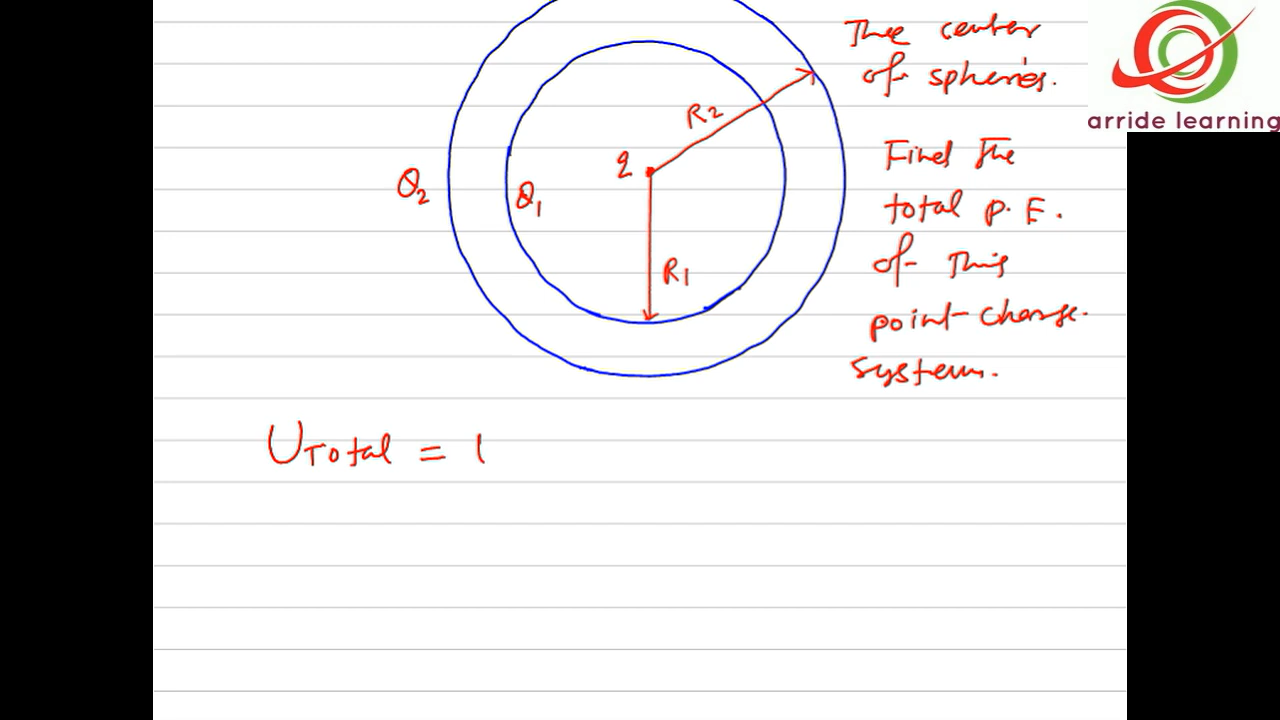 The center
of spheres.
arride learning
R2
Find the
q
Q2
Q1
total P.E.
of this
R1
point charge
system.
UTotal = (